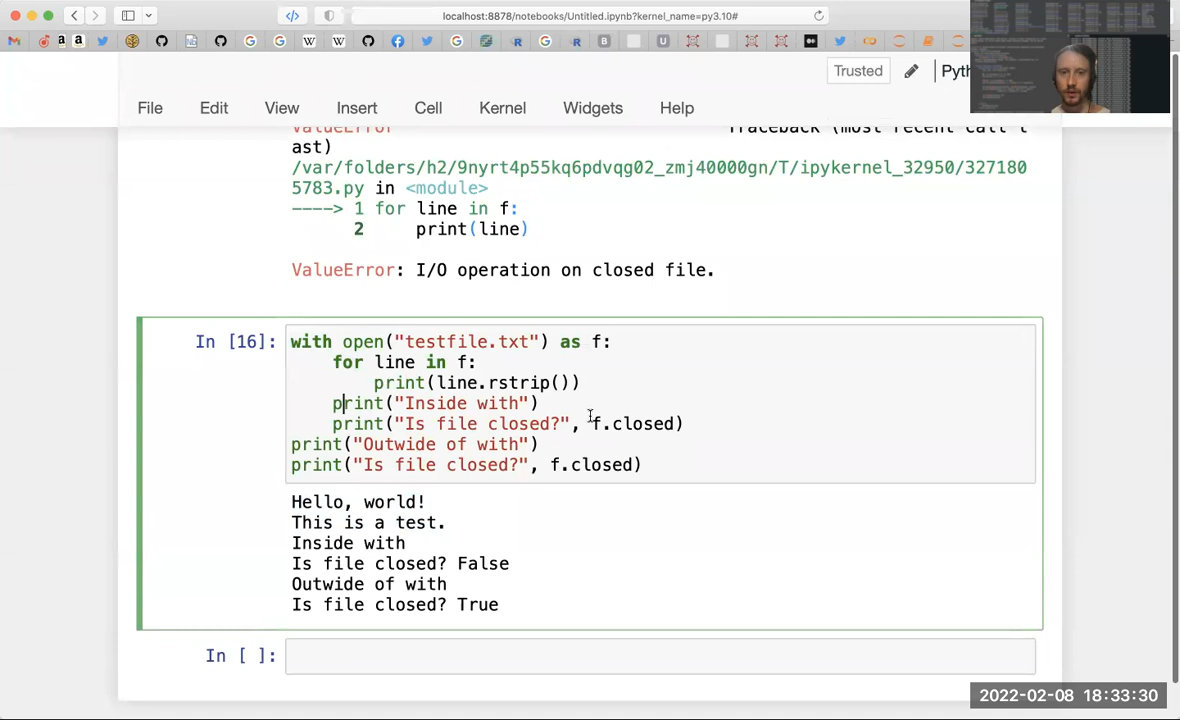 localhost:8878/notebooks/Untitled.ipynb?kernel_name=py3.10#
Trusted
Pyth
File Edit View Insert Cell Kernel Widgets Help
ValueError Traceback (most recent call l
ast)
/var/folders/h2/9nyrt4p55kq6pdvqg02_zmj40000gn/T/ipykernel_32950/327180
5783.py in <module>
----> 1 for line in f:
2 print(line)
ValueError: I/O operation on closed file.
In [16]:
with open("testfile.txt") as f:
for line in f:
print(line.rstrip())
print("Inside with")
print("Is file closed?", f.closed)
print("Outwide of with")
print("Is file closed?", f.closed)
Hello, world!
This is a test.
Inside with
Is file closed? False
Outwide of with
Is file closed? True
In [ ]:
2022-02-08 18:33:30